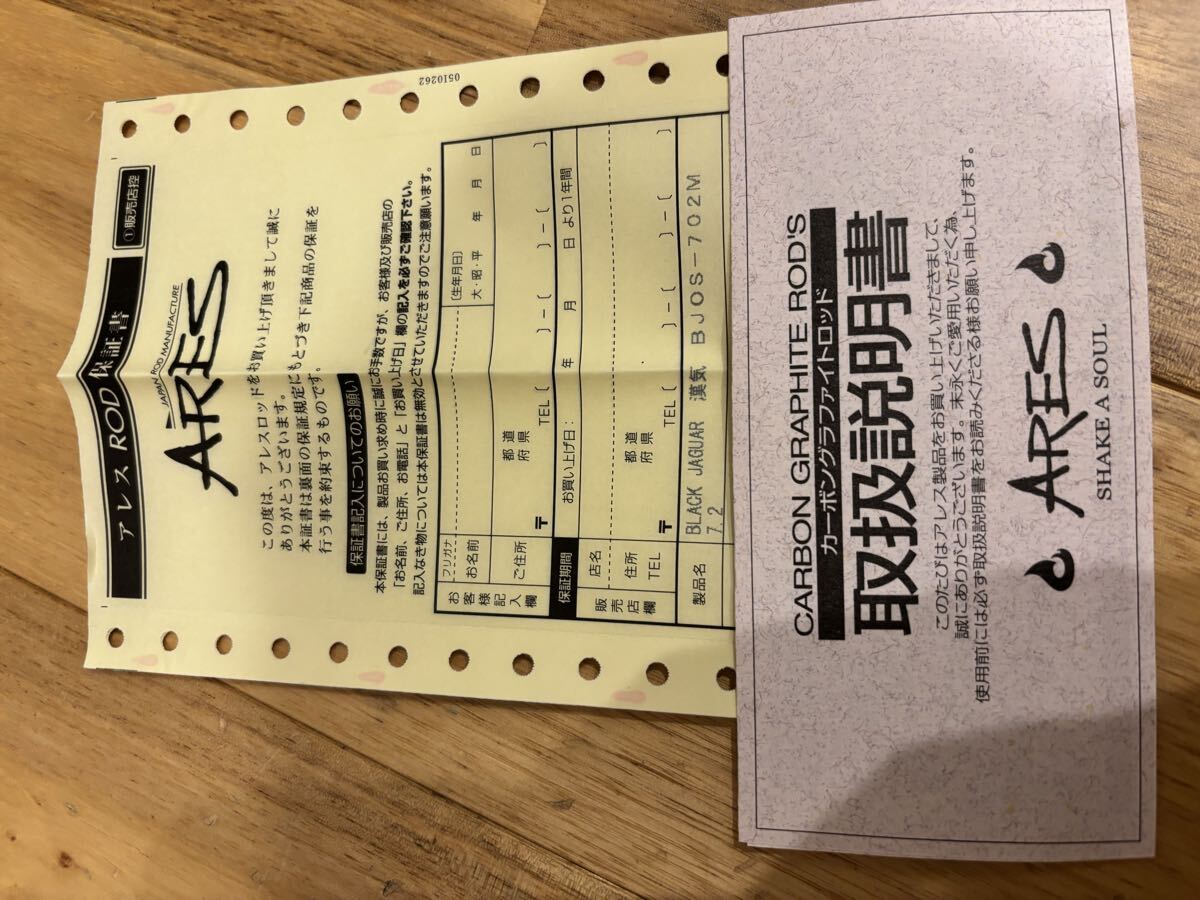 0510262
アレス ROD 保証書
①販売店控
JAPAN ROD MANUFACTURE
ARES
この度は、アレスロッドをお買い上げ頂きまして誠に
ありがとうございます。
本証書は裏面の保証規定にもとづき下記商品の保証を
行う事を約束するものです。
保証書記入についてのお願い
本保証書には、製品お買い求め時に誠にお手数ですが、お客様及び販売店の
「お名前、ご住所、お電話」と「お買い上げ日」欄の記入を必ずご確認下さい。
記入なき物については本保証書は無効とさせていただきますのでご注意願います。
お客様記入欄
フリガナ
お名前
(生年月日)
大・昭・平 年 月 日
ご住所
〒
都道府県
TEL ( ) − ( ) − ( )
保証期間
お買い上げ日: 年 月 日 より1年間
販売店欄
店名
住所
TEL
〒
都道府県
TEL ( ) − ( ) − ( )
製品名
BLACK JAGUAR 漢気 BJOS−702M
7.2
CARBON GRAPHITE ROD'S
カーボングラファイトロッド
取扱説明書
このたびはアレス製品をお買い上げいただきまして、
誠にありがとうございます。末永くご愛用いただく為、
使用前には必ず取扱説明書をお読みくださる様お願い申し上げます。
ARES
SHAKE A SOUL